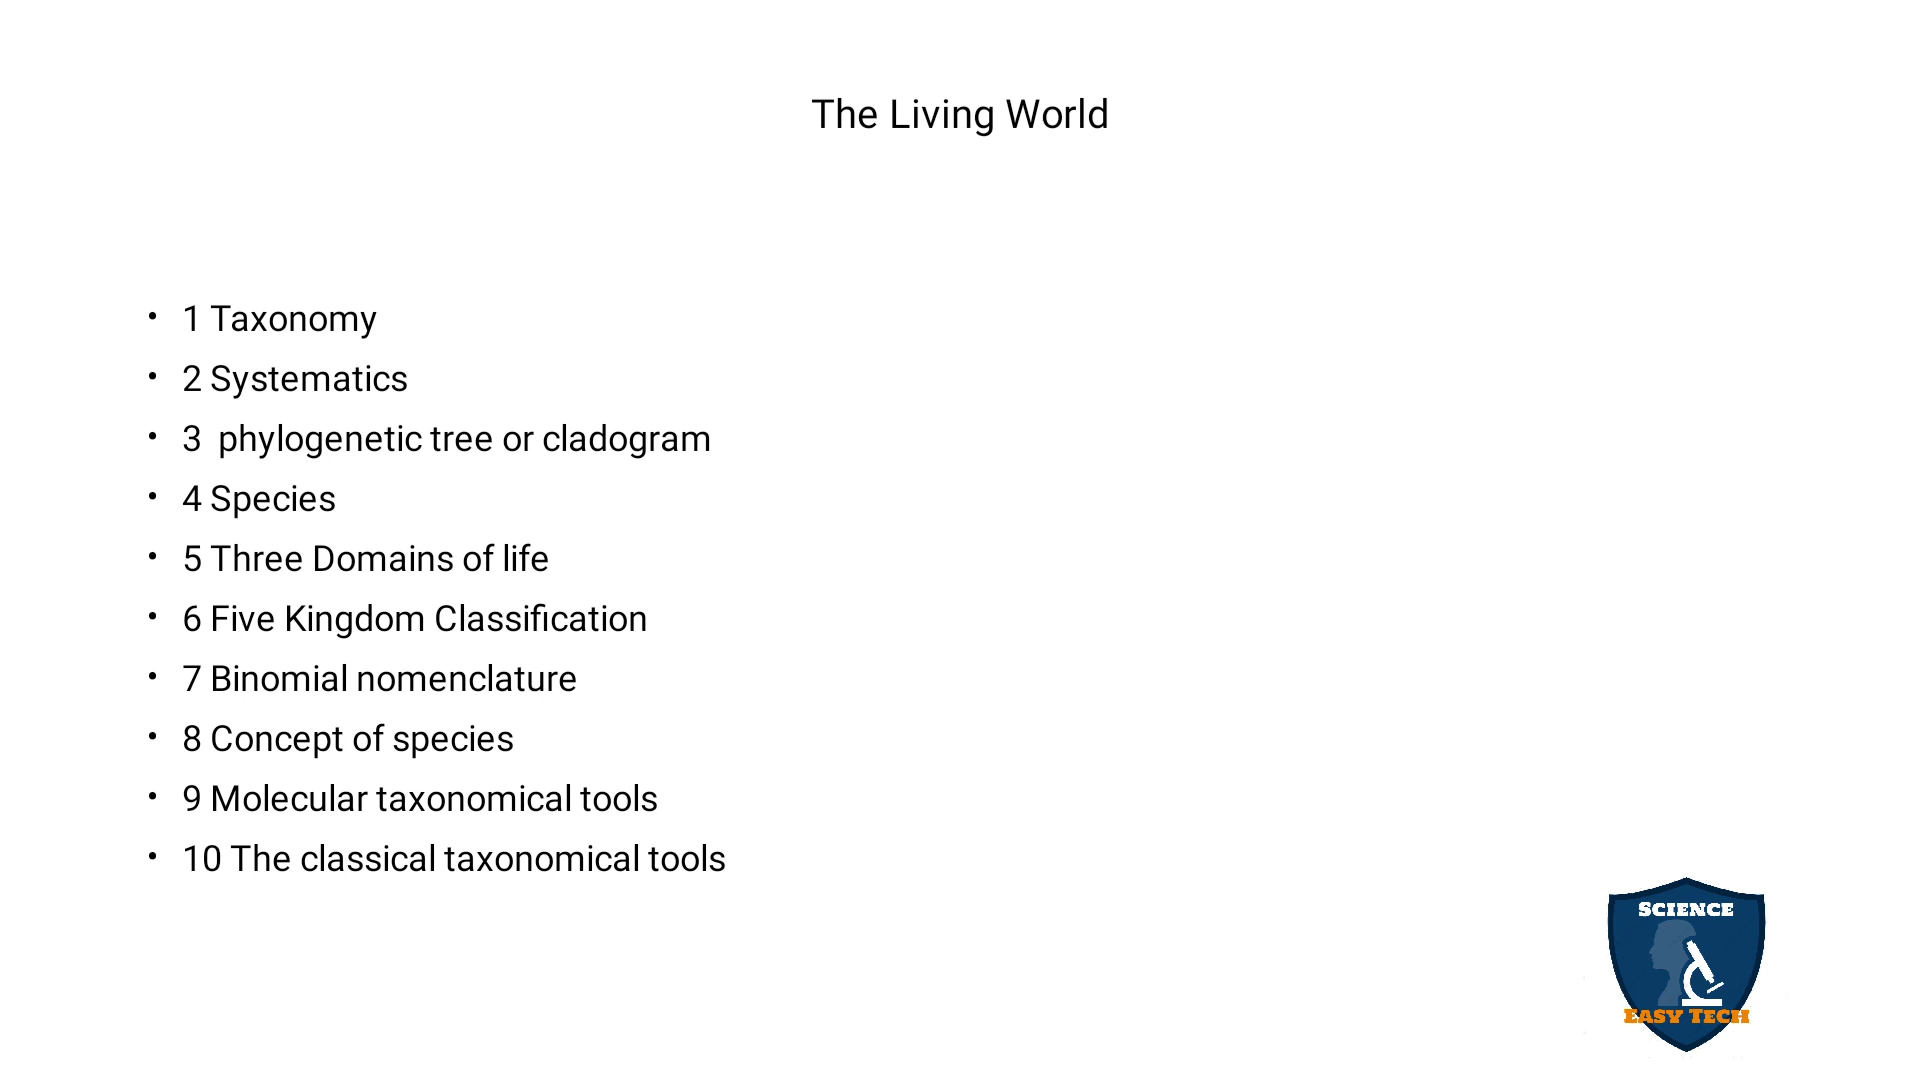 The Living World
• 1 Taxonomy
• 2 Systematics
• 3  phylogenetic tree or cladogram
• 4 Species
• 5 Three Domains of life
• 6 Five Kingdom Classification
• 7 Binomial nomenclature
• 8 Concept of species
• 9 Molecular taxonomical tools
• 10 The classical taxonomical tools
SCIENCE
EASY TECH